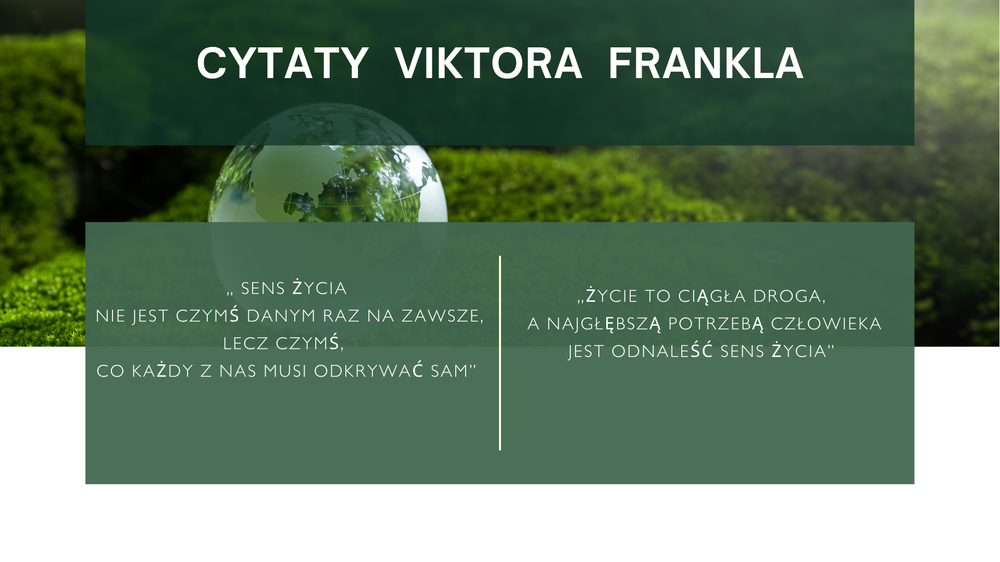 CYTATY VIKTORA FRANKLA
„ SENS ŻYCIA
NIE JEST CZYMŚ DANYM RAZ NA ZAWSZE,
LECZ CZYMŚ,
CO KAŻDY Z NAS MUSI ODKRYWAĆ SAM”
„ŻYCIE TO CIĄGŁA DROGA,
A NAJGŁĘBSZĄ POTRZEBĄ CZŁOWIEKA
JEST ODNALEŚĆ SENS ŻYCIA”